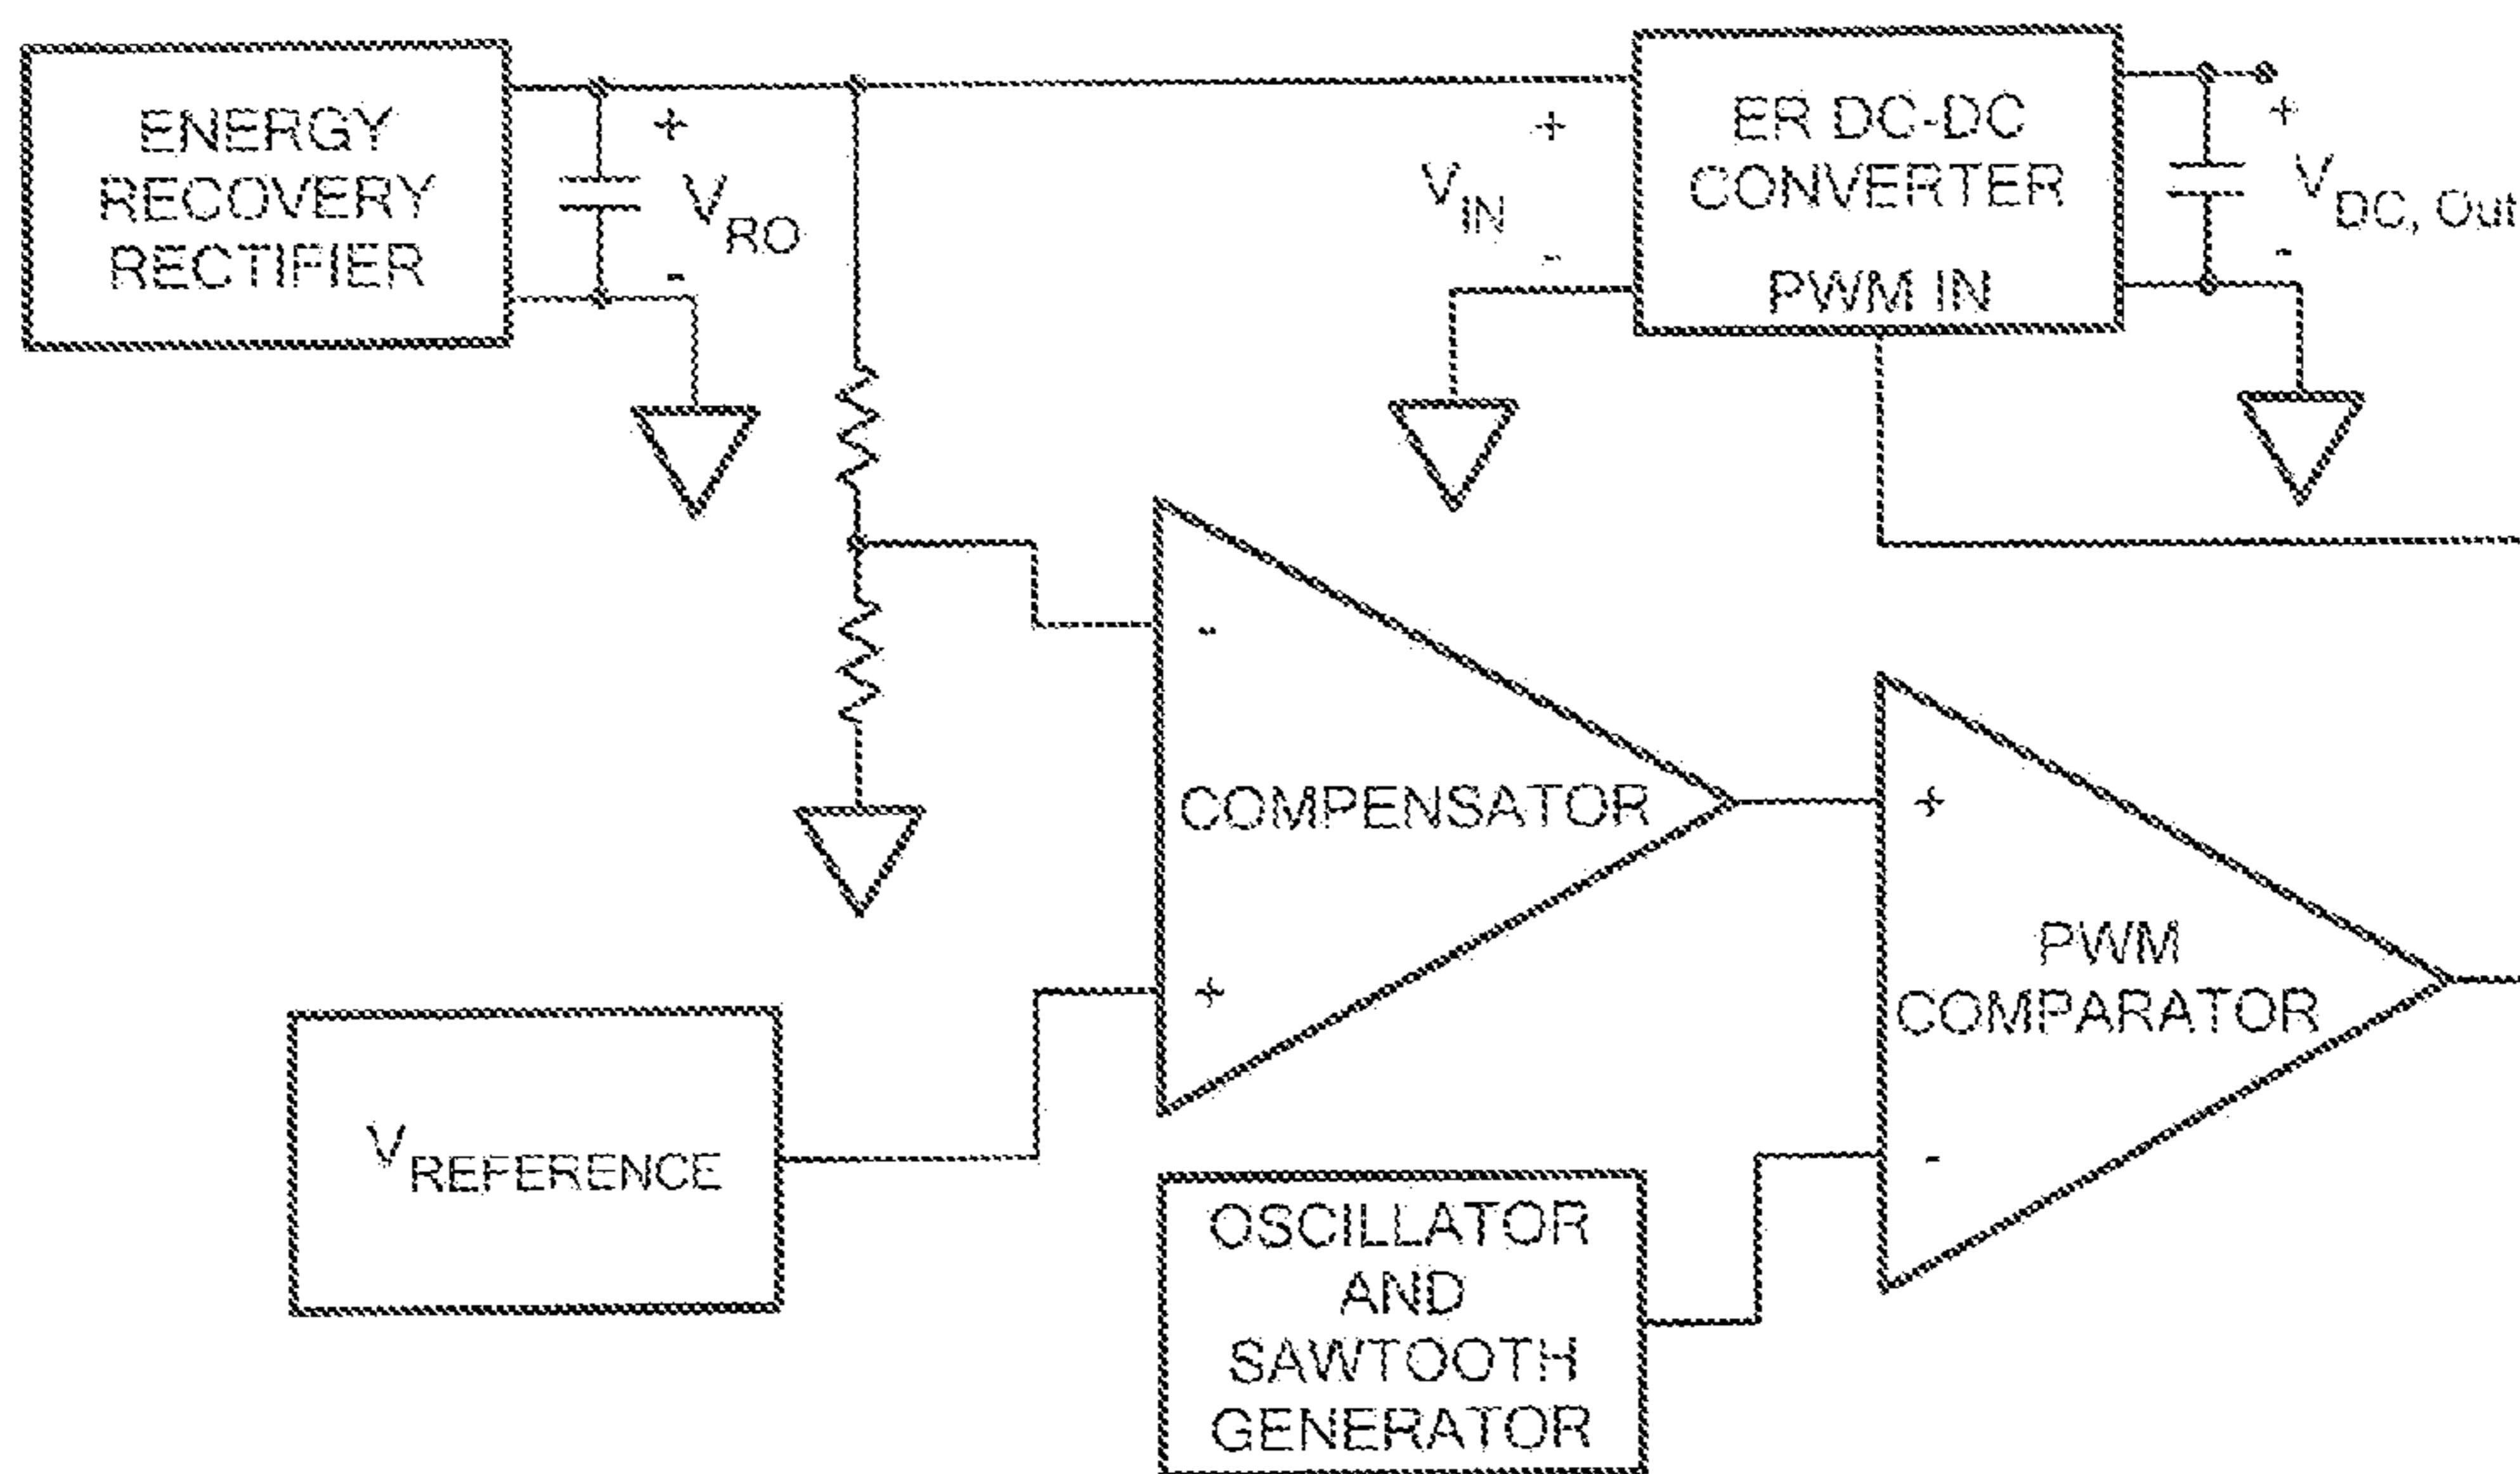 ENERGY
RECOVERY
RECTIFIER
+
V RO
-
+
V IN
-
ER DC-DC
CONVERTER
PWM IN
+
V DC, Out
-
-
COMPENSATOR
+
+
PWM
COMPARATOR
-
V REFERENCE
OSCILLATOR
AND
SAWTOOTH
GENERATOR